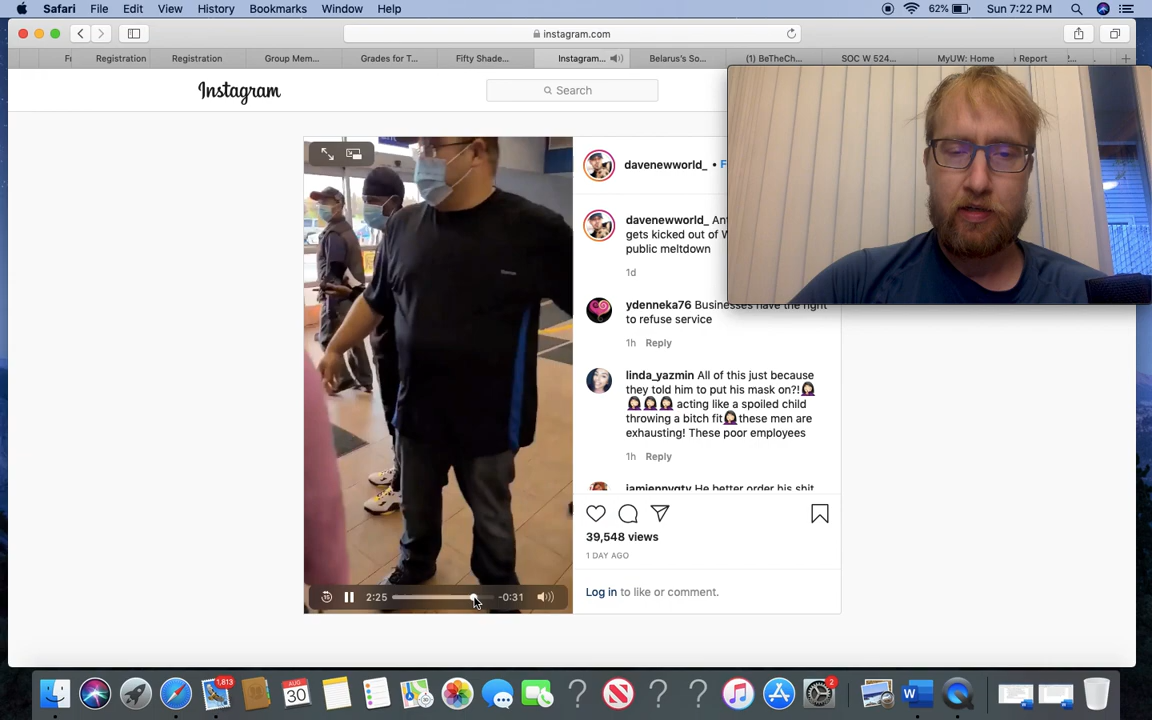 Safari File Edit View History Bookmarks Window Help 62% Sun 7:22 PM
instagram.com
Registration Registration Group Mem... Grades for T... Fifty Shade... Instagram... Belarus's So... (1) BeTheCh... SOC W 524... MyUW: Home Report
Instagram
Search
davenewworld_ •
davenewworld_
gets kicked out of
public meltdown
1d
ydenneka76 Businesses have the right
to refuse service
1h Reply
linda_yazmin All of this just because
they told him to put his mask on?!🤦🏻‍♀️
🤦🏻‍♀️🤦🏻‍♀️🤦🏻‍♀️ acting like a spoiled child
throwing a bitch fit🤦🏻‍♀️these men are
exhausting! These poor employees
1h Reply
He better order his shit
39,548 views
1 DAY AGO
Log in to like or comment.
15 2:25 -0:31
1,813
AUG
30
2